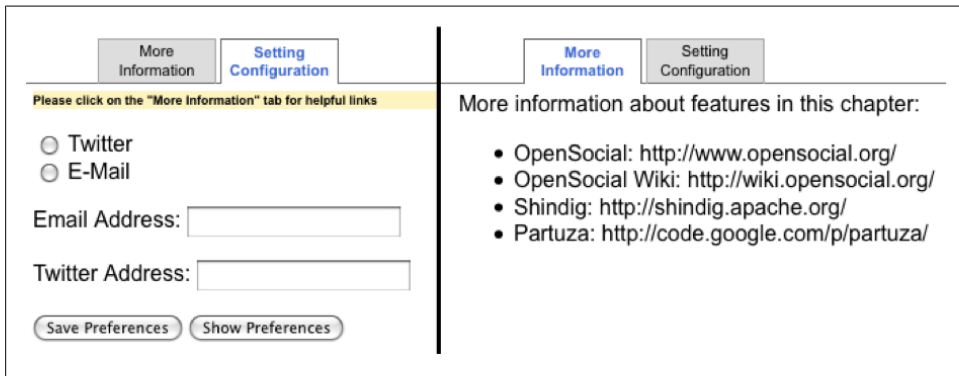 More
Information
Setting
Configuration
Please click on the "More Information" tab for helpful links
Twitter
E-Mail
Email Address:
Twitter Address:
Save Preferences
Show Preferences
More
Information
Setting
Configuration
More information about features in this chapter:
• OpenSocial: http://www.opensocial.org/
• OpenSocial Wiki: http://wiki.opensocial.org/
• Shindig: http://shindig.apache.org/
• Partuza: http://code.google.com/p/partuza/